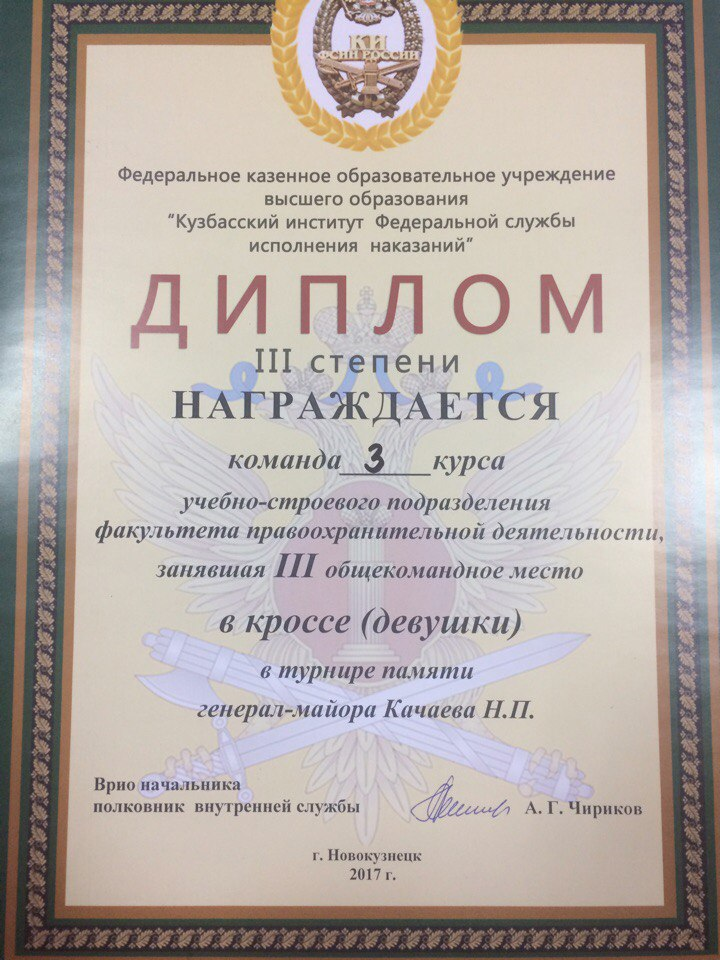 КИ
ФСИН РОССИИ
Федеральное казенное образовательное учреждение
высшего образования
"Кузбасский институт Федеральной службы
исполнения наказаний"
ДИПЛОМ
III степени
НАГРАЖДАЕТСЯ
команда 3 курса
учебно-строевого подразделения
факультета правоохранительной деятельности,
занявшая III общекомандное место
в кроссе (девушки)
в турнире памяти
генерал-майора Качаева Н.П.
Врио начальника
полковник внутренней службы А. Г. Чириков
г. Новокузнецк
2017 г.